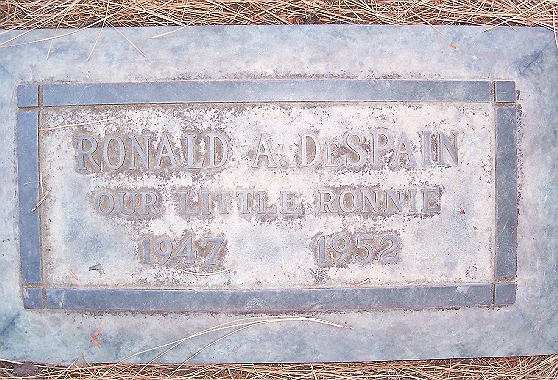 RONALD A. DESPAIN
OUR LITTLE RONNIE
1947 1952